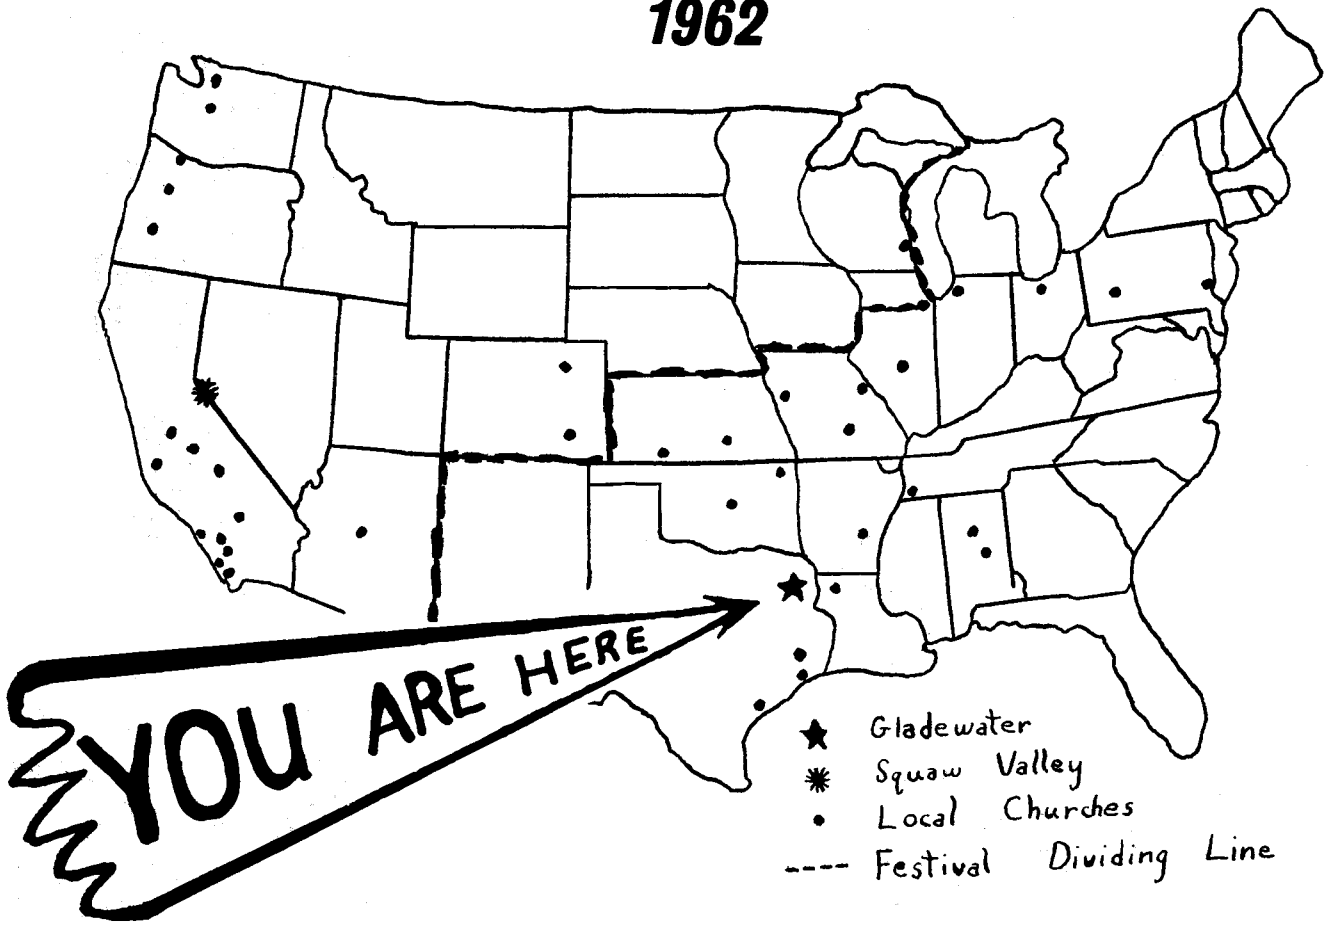 1962
YOU ARE HERE
Gladewater
Squaw Valley
Local Churches
Festival Dividing Line